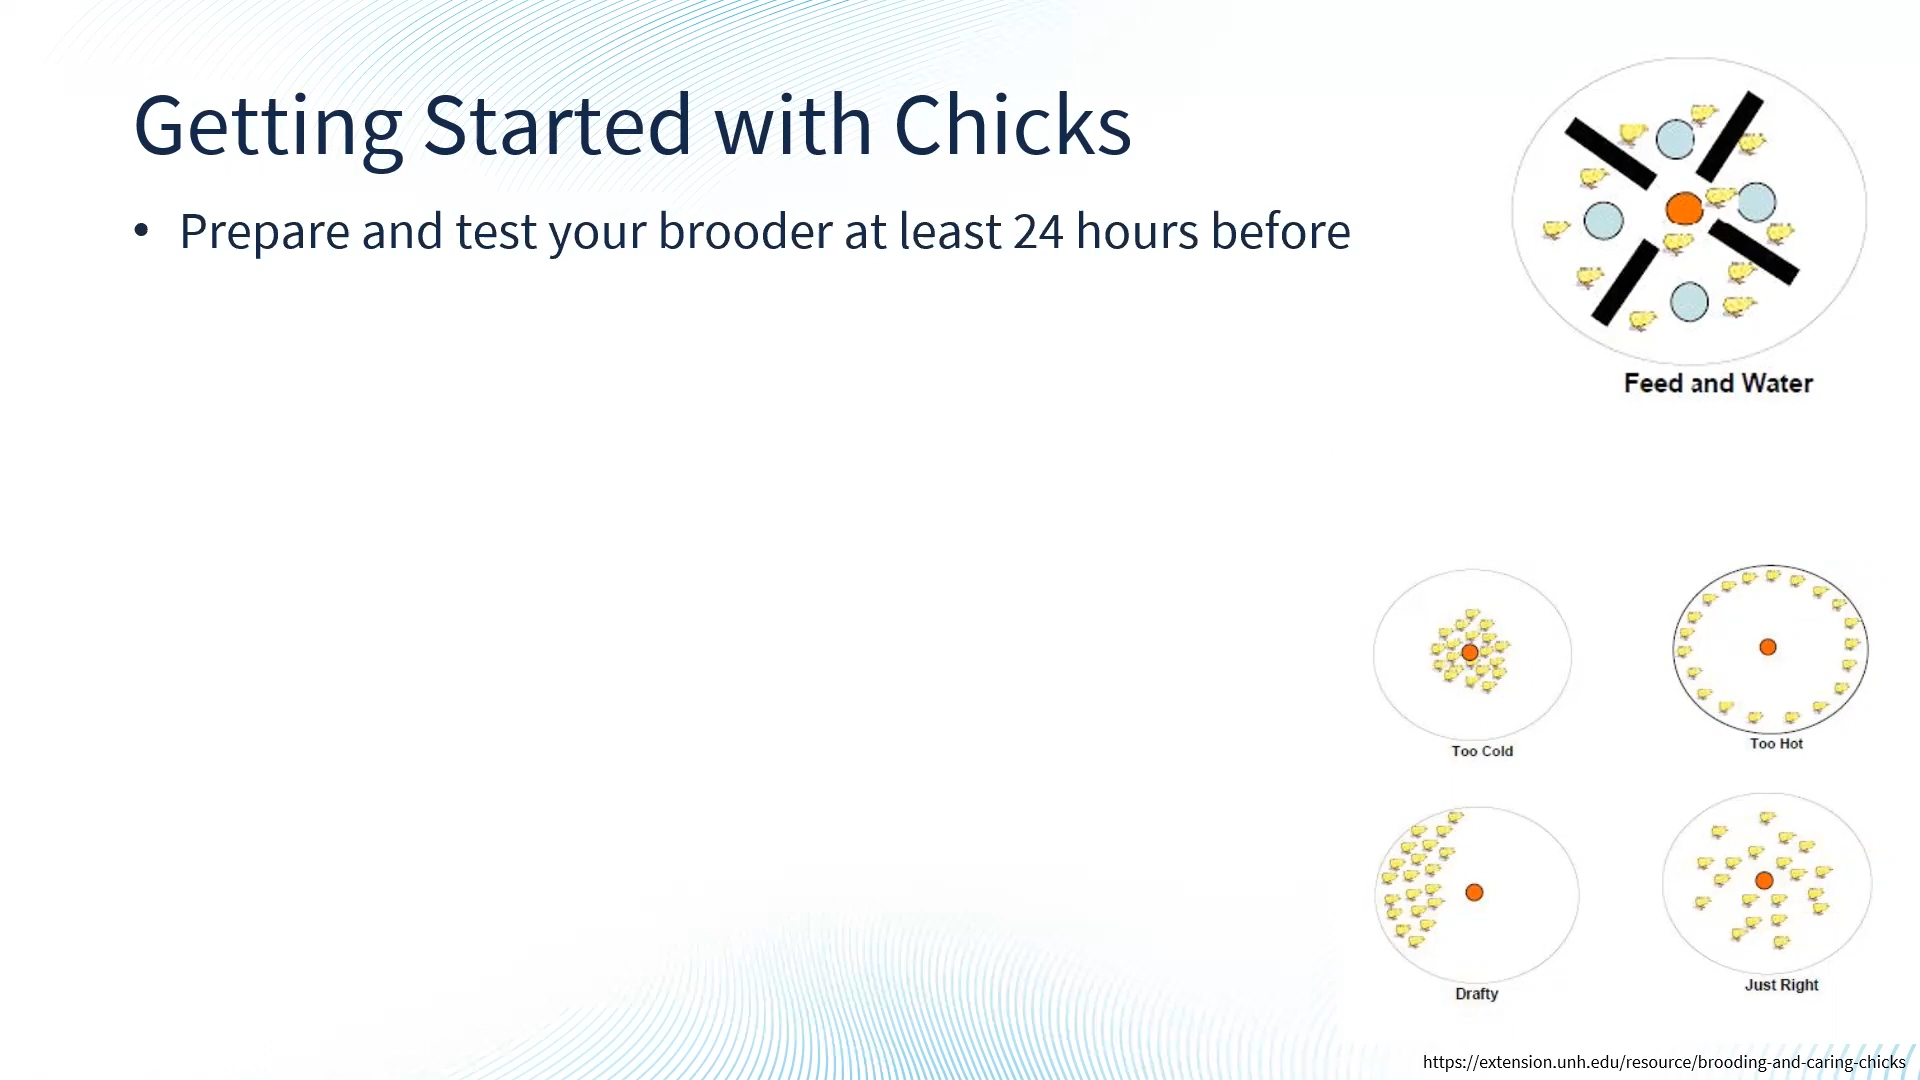 Getting Started with Chicks
• Prepare and test your brooder at least 24 hours before
Feed and Water
Too Cold
Too Hot
Drafty
Just Right
https://extension.unh.edu/resource/brooding-and-caring-chicks